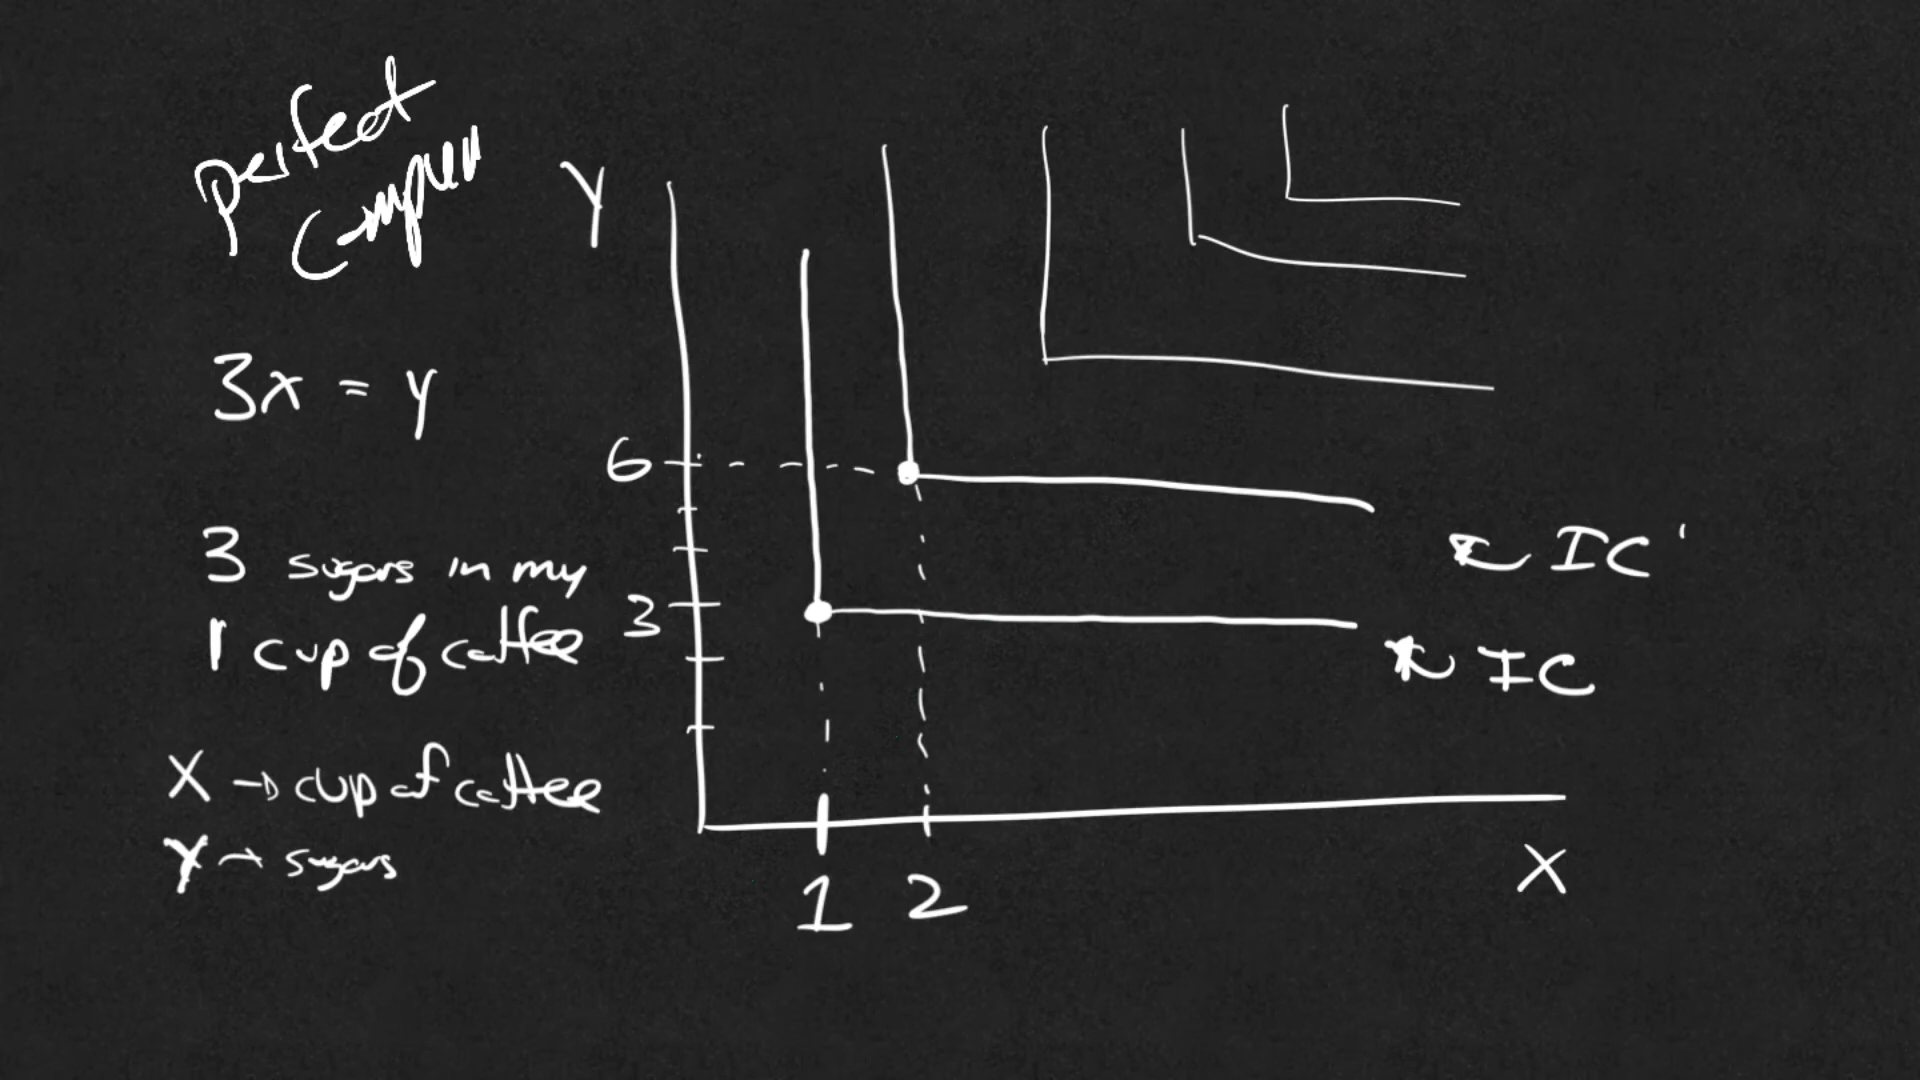 perfect
complem
Y
3x = y
6
3 sugars in my
1 cup of coffee
3
IC'
IC
X → cup of coffee
Y → sugars
1 2
X